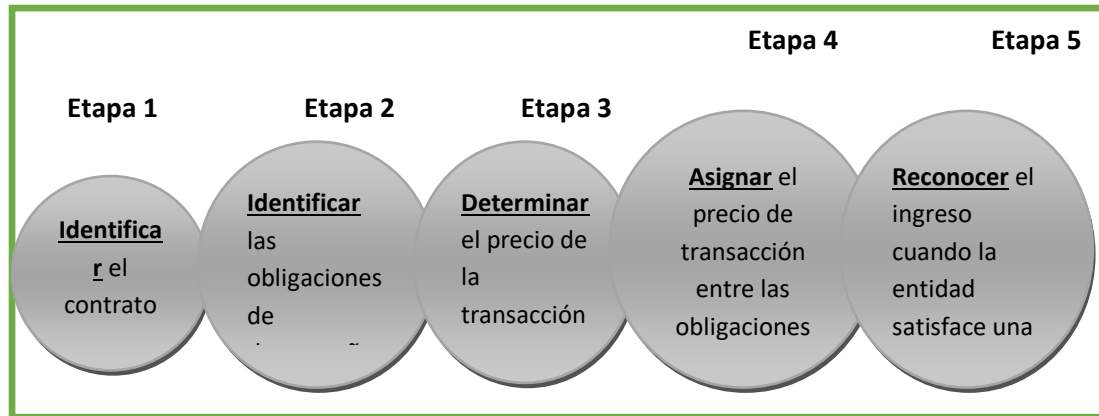 Etapa 4
Etapa 5
Etapa 1
Etapa 2
Etapa 3
Identifica
r el
contrato
Identificar
las
obligaciones
de
Determinar
el precio de
la
transacción
Asignar el
precio de
transacción
entre las
obligaciones
Reconocer el
ingreso
cuando la
entidad
satisface una